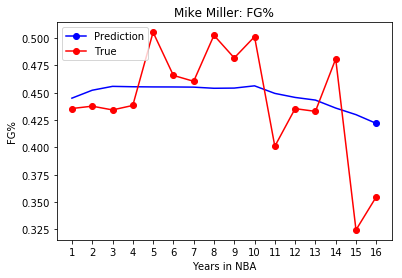 Mike Miller: FG%
Prediction
True
FG%
0.500
0.475
0.450
0.425
0.400
0.375
0.350
0.325
1 2 3 4 5 6 7 8 9 10 11 12 13 14 15 16
Years in NBA